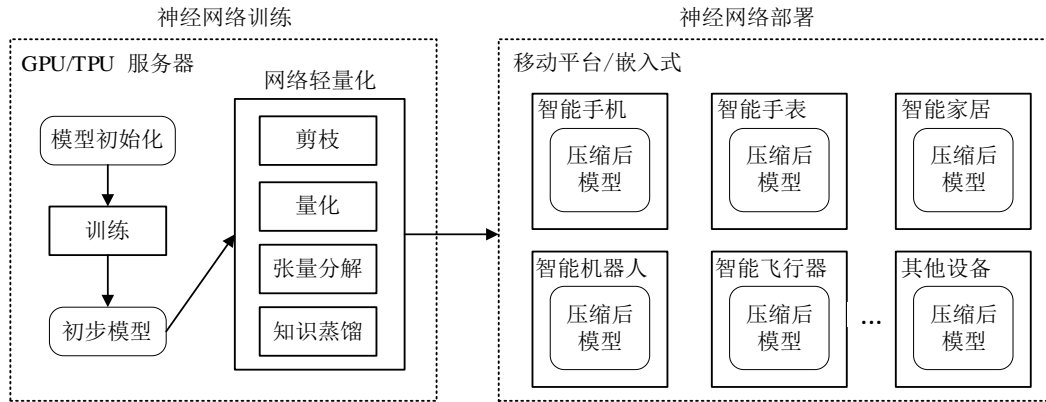 神经网络训练
GPU/TPU 服务器
模型初始化
训练
初步模型
网络轻量化
剪枝
量化
张量分解
知识蒸馏
神经网络部署
移动平台/嵌入式
智能手机
压缩后
模型
智能手表
压缩后
模型
智能家居
压缩后
模型
智能机器人
压缩后
模型
智能飞行器
压缩后
模型
...
其他设备
压缩后
模型